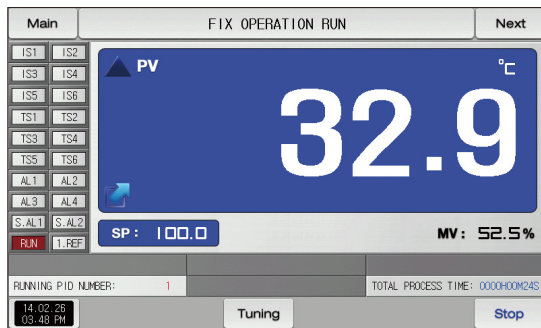 Main FIX OPERATION RUN Next
IS1 IS2
IS3 IS4
IS5 IS6
TS1 TS2
TS3 TS4
TS5 TS6
AL1 AL2
AL3 AL4
S.AL1 S.AL2
RUN 1.REF
PV
℃
32.9
SP: 100.0
MV: 52.5%
RUNNING PID NUMBER: 1
TOTAL PROCESS TIME: 0000H00M24S
14.02.26
03.48 PM
Tuning
Stop